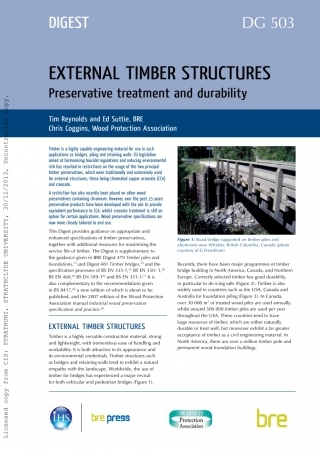 DIGEST
DG 503
EXTERNAL TIMBER STRUCTURES
Preservative treatment and durability
Tim Reynolds and Ed Suttie, BRE
Chris Coggins, Wood Protection Association
Timber is a highly capable engineering material for use in such
applications as bridges, piling and retaining walls. EU legislation
aimed at harmonising biocidal regulations and reducing environmental
risk has resulted in restrictions on the usage of the two principal
timber preservatives, which were traditionally and extensively used
for external structures, these being chromated copper arsenate (CCA)
and creosote.
A restriction has also recently been placed on other wood
preservatives containing chromium. However, over the past 15 years
preservative products have been developed with the aim to provide
equivalent performance to CCA, whilst creosote treatment is still an
option for certain applications. Wood preservative specifications are
now more closely tailored to end use.
This Digest provides guidance on appropriate and
enhanced specifications of timber preservatives,
together with additional measures for maximising the
service life of timber. The Digest is supplementary to
the guidance given in BRE Digest 479 Timber piles and
foundations, and Digest 481 Timber bridges, and the
specification processes of BS EN 335-1, BS EN 350-1,
BS EN 460, BS EN 599 and BS EN 351-1. It is
also complementary to the recommendations given
in BS 8417, a new edition of which is about to be
published, and the 2007 edition of the Wood Protection
Association manual Industrial wood preservation
specification and practice.
EXTERNAL TIMBER STRUCTURES
Timber is a highly versatile construction material, strong
and lightweight, with tremendous ease of handling and
workability. It is both attractive in its appearance and
its environmental credentials. Timber structures such
as bridges and retaining walls tend to exhibit a natural
empathy with the landscape. Worldwide, the use of
timber for bridges has experienced a major revival
for both vehicular and pedestrian bridges (Figure 1).
Figure 1: Road bridge supported on timber piles and
abutments near Whistler, British Columbia, Canada (photo
courtesy of G Freedman)
Recently, there have been major programmes of timber
bridge building in North America, Canada, and Northern
Europe. Correctly selected timber has good durability,
in particular to de-icing salts (Figure 2). Timber is also
widely used in countries such as the USA, Canada and
Australia for foundation piling (Figure 3). In Canada,
over 30 000 m³ of treated wood piles are used annually;
whilst around 500 000 timber piles are used per year
throughout the USA. These countries tend to have
large resources of timber, which are either naturally
durable or treat well, but moreover exhibit a far greater
acceptance of timber as a civil engineering material. In
North America, there are over a million timber pole and
permanent wood foundation buildings.
IHS
bre press
Protection
Association
bre
Licensed copy from CIS: STRATHUNI, STRATHCLYDE UNIVERSITY, 30/12/2013, Uncontrolled Copy.